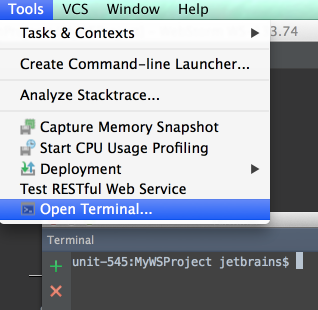 Tools VCS Window Help
Tasks & Contexts
3.74
Create Command-line Launcher...
Analyze Stacktrace...
Capture Memory Snapshot
Start CPU Usage Profiling
Deployment
Test RESTful Web Service
Open Terminal...
Terminal
unit-545:MyWSProject jetbrains$